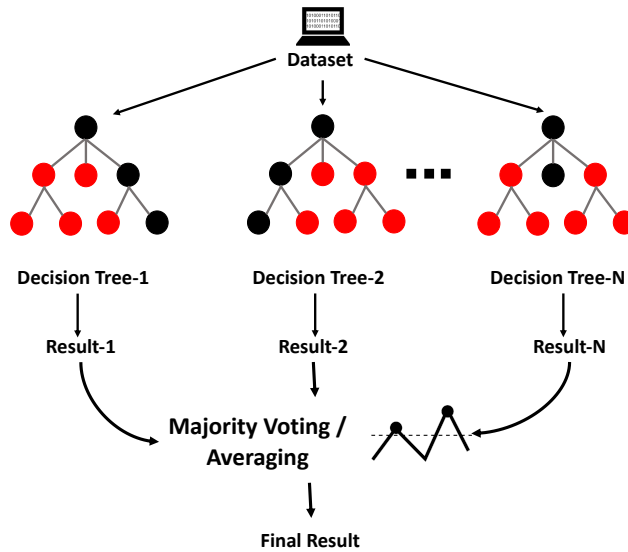 Dataset
Decision Tree-1
Decision Tree-2
Decision Tree-N
Result-1
Result-2
Result-N
Majority Voting /
Averaging
Final Result